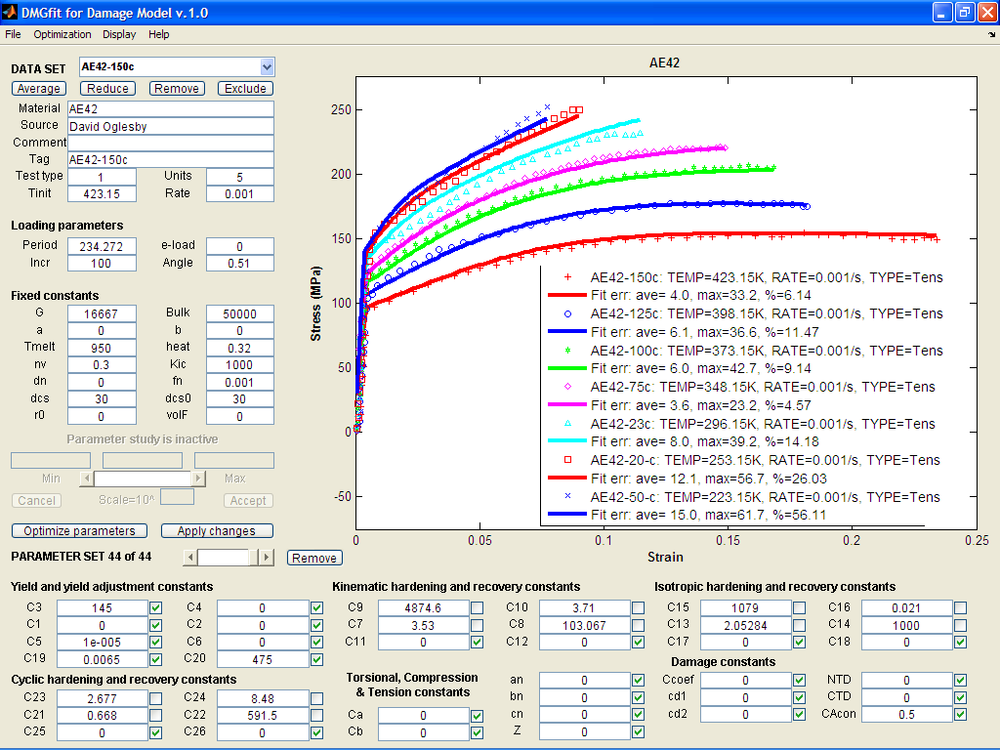 DMGfit for Damage Model v.1.0
File Optimization Display Help
DATA SET AE42-150c
Average Reduce Remove Exclude
Material AE42
Source David Oglesby
Comment
Tag AE42-150c
Test type 1 Units 5
Tinit 423.15 Rate 0.001
Loading parameters
Period 234.272 e-load 0
Incr 100 Angle 0.51
Fixed constants
G 16667 Bulk 50000
a 0 b 0
Tmelt 950 heat 0.32
nv 0.3 Kic 1000
dn 0 fn 0.001
dcs 30 dcs0 30
r0 0 volF 0
Parameter study is inactive
Min Max
Cancel Scale=10^ Accept
Optimize parameters Apply changes
PARAMETER SET 44 of 44 Remove
AE42
Stress (MPa)
250
200
150
100
50
0
-50
0 0.05 0.1 0.15 0.2 0.25
Strain
AE42-150c: TEMP=423.15K, RATE=0.001/s, TYPE=Tens
Fit err: ave= 4.0, max=33.2, %=6.14
AE42-125c: TEMP=398.15K, RATE=0.001/s, TYPE=Tens
Fit err: ave= 6.1, max=36.6, %=11.47
AE42-100c: TEMP=373.15K, RATE=0.001/s, TYPE=Tens
Fit err: ave= 6.0, max=42.7, %=9.14
AE42-75c: TEMP=348.15K, RATE=0.001/s, TYPE=Tens
Fit err: ave= 3.6, max=23.2, %=4.57
AE42-23c: TEMP=296.15K, RATE=0.001/s, TYPE=Tens
Fit err: ave= 8.0, max=39.2, %=14.18
AE42-20-c: TEMP=253.15K, RATE=0.001/s, TYPE=Tens
Fit err: ave= 12.1, max=56.7, %=26.03
AE42-50-c: TEMP=223.15K, RATE=0.001/s, TYPE=Tens
Fit err: ave= 15.0, max=61.7, %=56.11
Yield and yield adjustment constants
C3 145 C4 0
C1 0 C2 0
C5 1e-005 C6 0
C19 0.0065 C20 475
Cyclic hardening and recovery constants
C23 2.677 C24 8.48
C21 0.668 C22 591.5
C25 0 C26 0
Kinematic hardening and recovery constants
C9 4874.6 C10 3.71
C7 3.53 C8 103.067
C11 0 C12 0
Torsional, Compression
& Tension constants
Ca 0
Cb 0
an 0
bn 0
cn 0
Z 0
Isotropic hardening and recovery constants
C15 1079 C16 0.021
C13 2.05284 C14 1000
C17 0 C18 0
Damage constants
Ccoef 0 NTD 0
cd1 0 CTD 0
cd2 0 CAcon 0.5